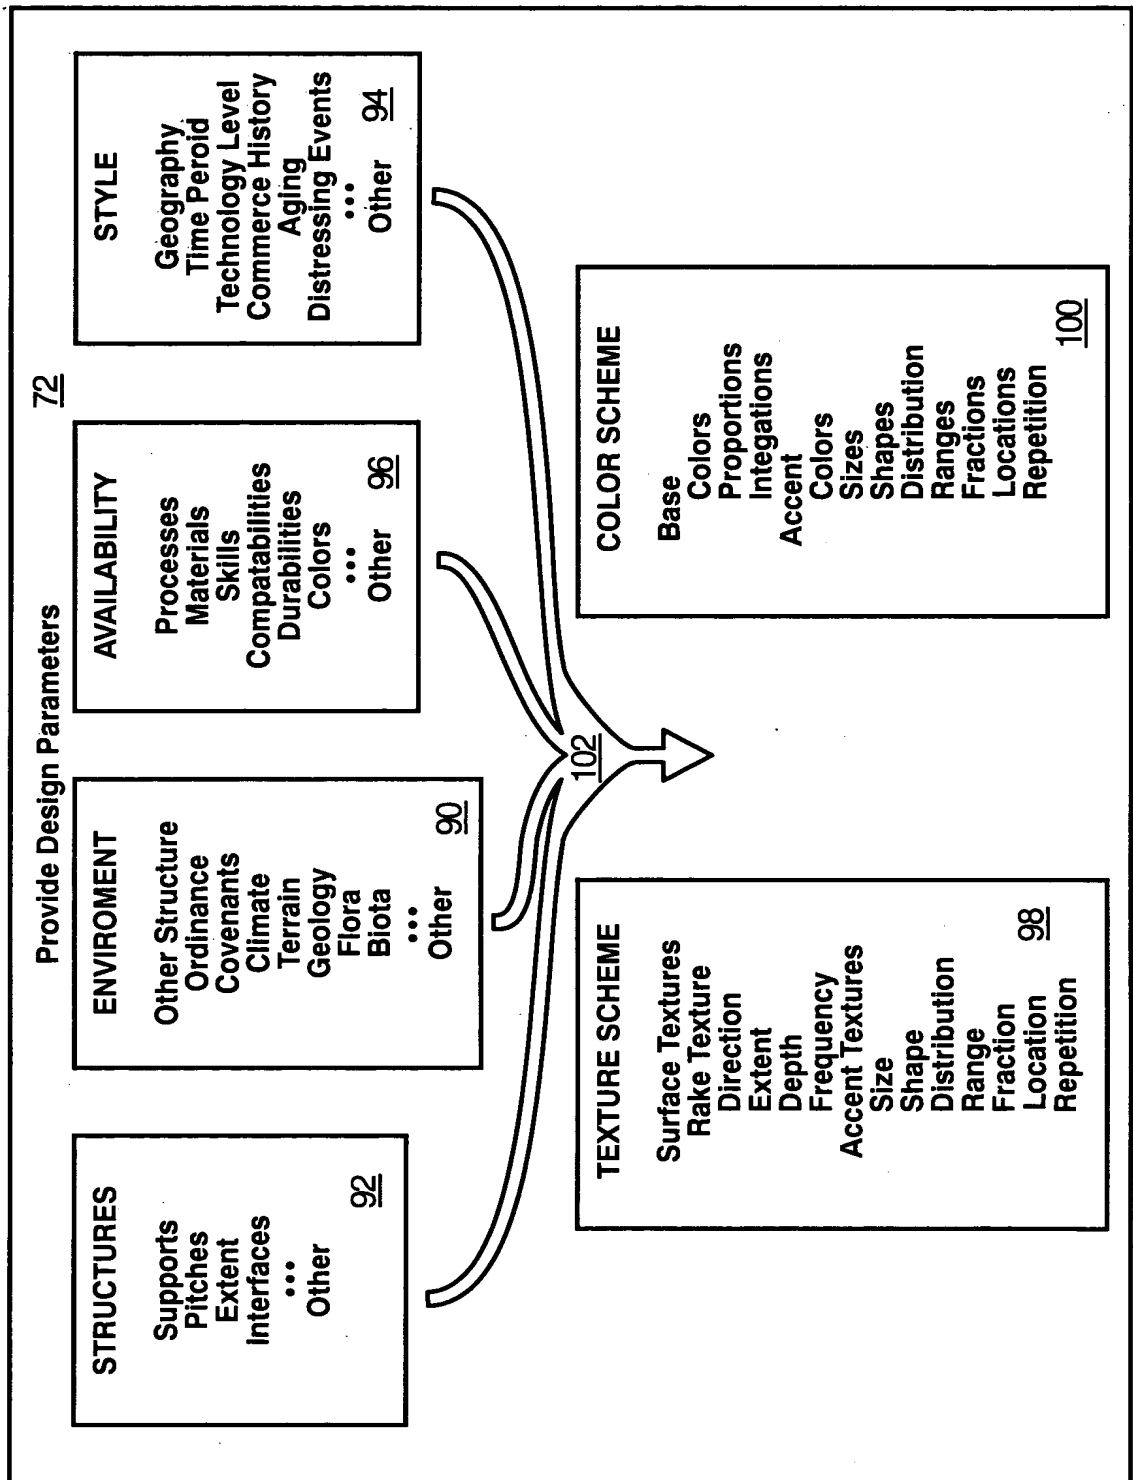 Provide Design Parameters
72
STRUCTURES
Supports
Pitches
Extent
Interfaces
•••
Other
92
ENVIROMENT
Other Structure
Ordinance
Covenants
Climate
Terrain
Geology
Flora
Biota
•••
Other
90
AVAILABILITY
Processes
Materials
Skills
Compatabilities
Durabilities
Colors
•••
Other
96
STYLE
Geography
Time Peroid
Technology Level
Commerce History
Aging
Distressing Events
•••
Other
94
102
TEXTURE SCHEME
Surface Textures
Rake Texture
Direction
Extent
Depth
Frequency
Accent Textures
Size
Shape
Distribution
Range
Fraction
Location
Repetition
98
COLOR SCHEME
Base
Colors
Proportions
Integations
Accent
Colors
Sizes
Shapes
Distribution
Ranges
Fractions
Locations
Repetition
100